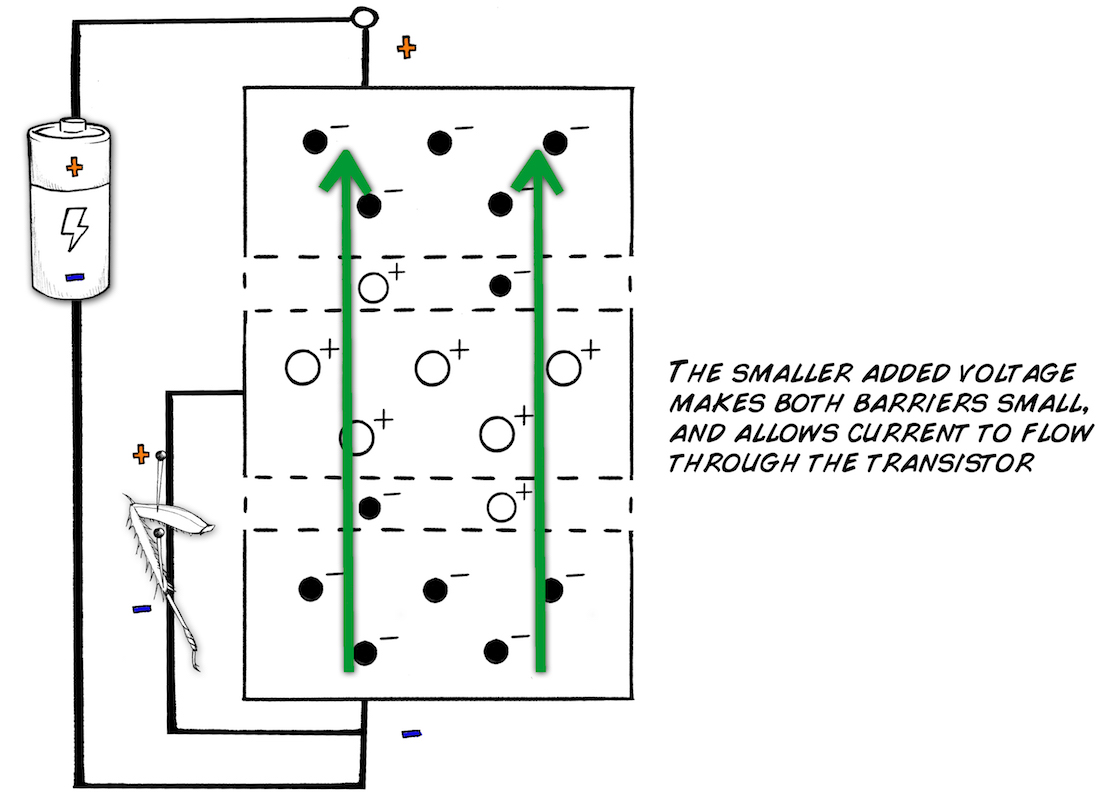 THE SMALLER ADDED VOLTAGE
MAKES BOTH BARRIERS SMALL,
AND ALLOWS CURRENT TO FLOW
THROUGH THE TRANSISTOR